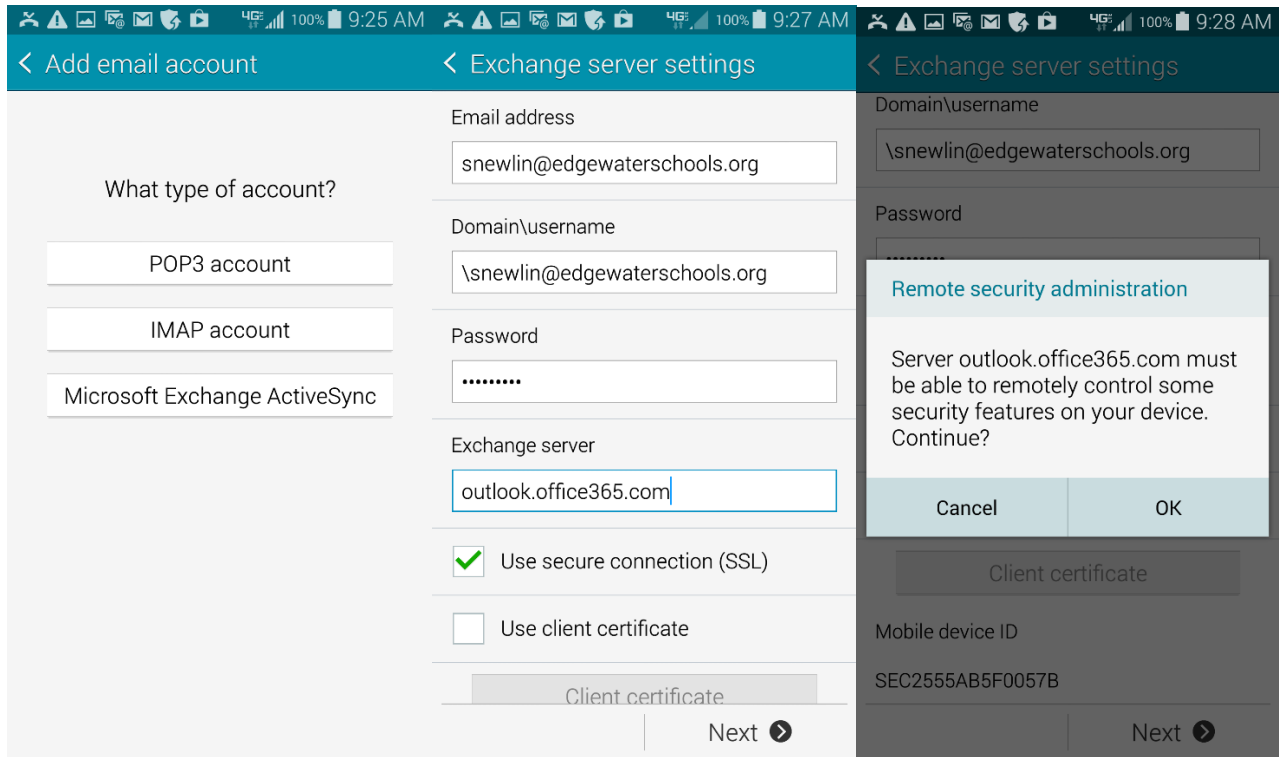 4GE 100% 9:25 AM
Add email account
What type of account?
POP3 account
IMAP account
Microsoft Exchange ActiveSync
4GE 100% 9:27 AM
Exchange server settings
Email address
snewlin@edgewaterschools.org
Domain\username
\snewlin@edgewaterschools.org
Password
•••••••••
Exchange server
outlook.office365.com
Use secure connection (SSL)
Use client certificate
Client certificate
Next
4GE 100% 9:28 AM
Exchange server settings
Domain\username
\snewlin@edgewaterschools.org
Password
•••••••••
Remote security administration
Server outlook.office365.com must
be able to remotely control some
security features on your device.
Continue?
Cancel OK
Client certificate
Mobile device ID
SEC2555AB5F0057B
Next